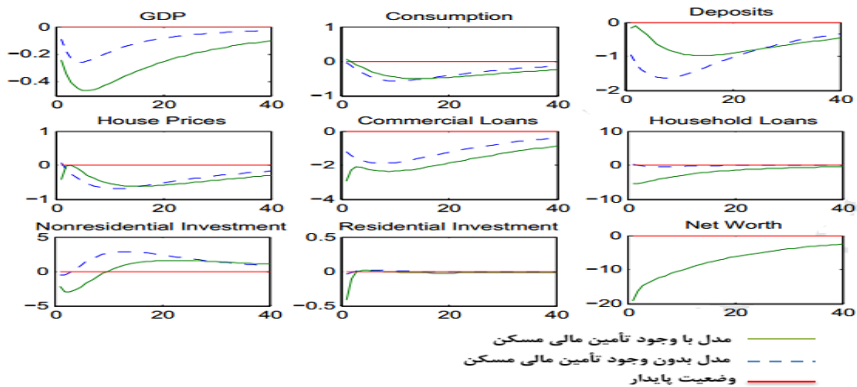 GDP Consumption Deposits
0 1 0
−0.2 0 −1
−0.4 −1 −2
0 20 40 0 20 40 0 20 40
House Prices Commercial Loans Household Loans
1 0 10
0 −2 0
−1 −4 −10
0 20 40 0 20 40 0 20 40
Nonresidential Investment Residential Investment Net Worth
5 0.5 0
0 0 −10
−5 −0.5 −20
0 20 40 0 20 40 0 20 40
مدل با وجود تأمین مالی مسکن
مدل بدون وجود تأمین مالی مسکن
وضعیت پایدار